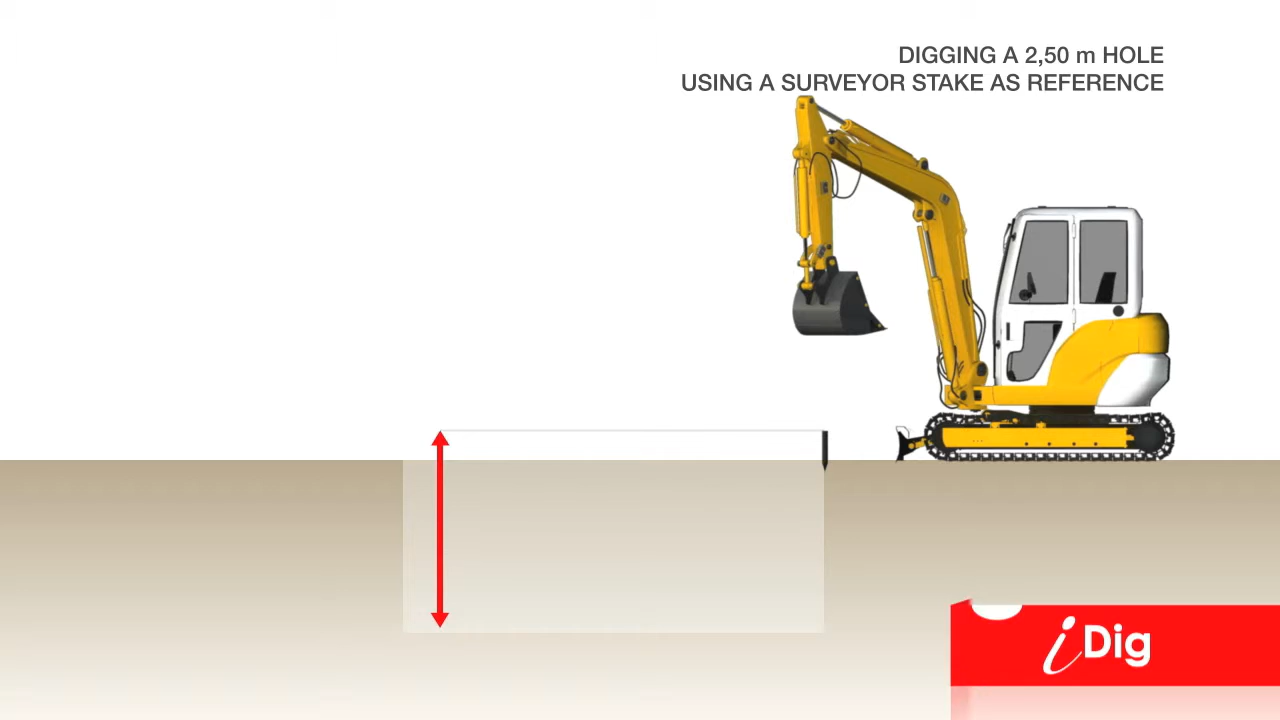 DIGGING A 2,50 m HOLE
USING A SURVEYOR STAKE AS REFERENCE
iDig